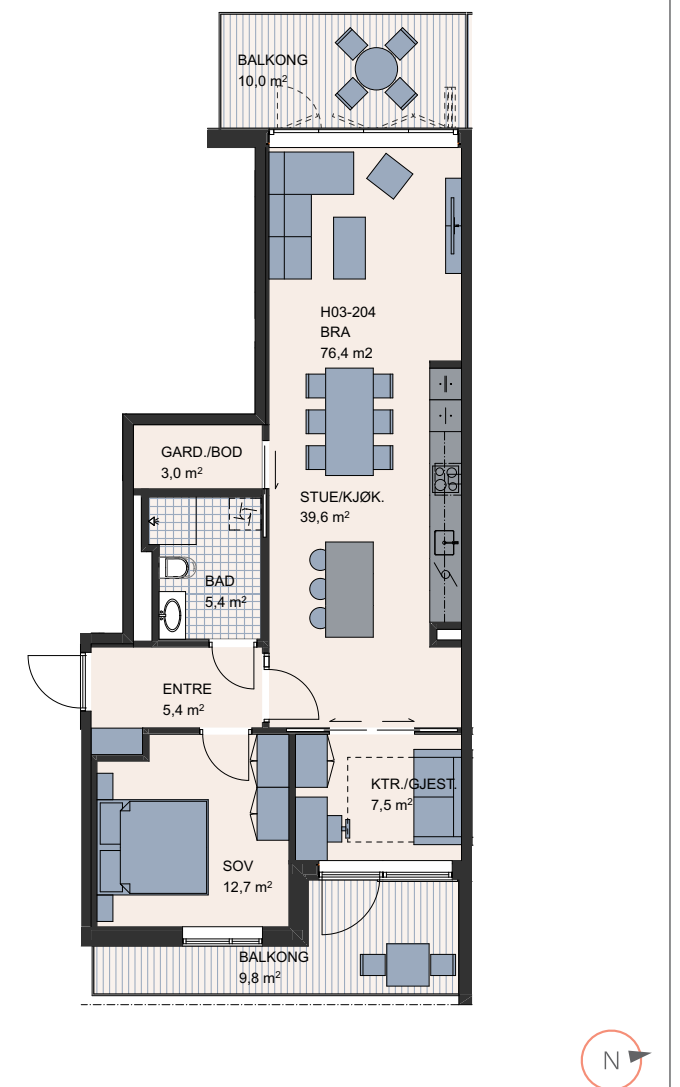 BALKONG
10,0 m²
H03-204
BRA
76,4 m2
GARD./BOD
3,0 m²
STUE/KJØK.
39,6 m²
BAD
5,4 m²
ENTRE
5,4 m²
KTR./GJEST.
7,5 m²
SOV
12,7 m²
BALKONG
9,8 m²
N